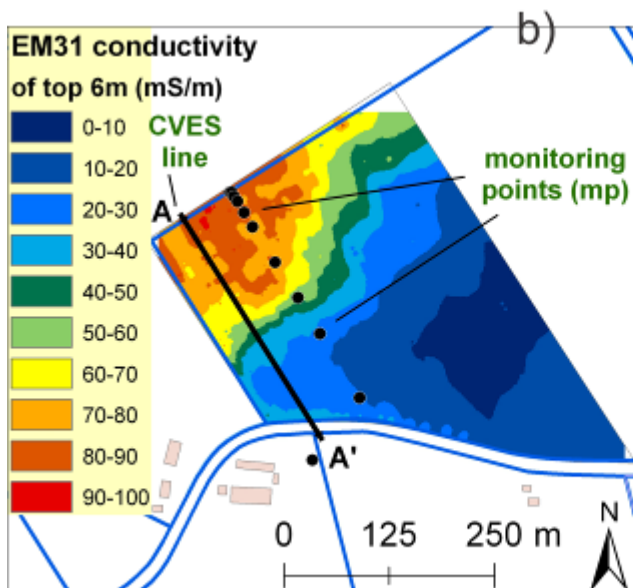 b)
EM31 conductivity
of top 6m (mS/m)
0-10
10-20
20-30
30-40
40-50
50-60
60-70
70-80
80-90
90-100
CVES
line
A
monitoring
points (mp)
A'
N
0 125 250 m